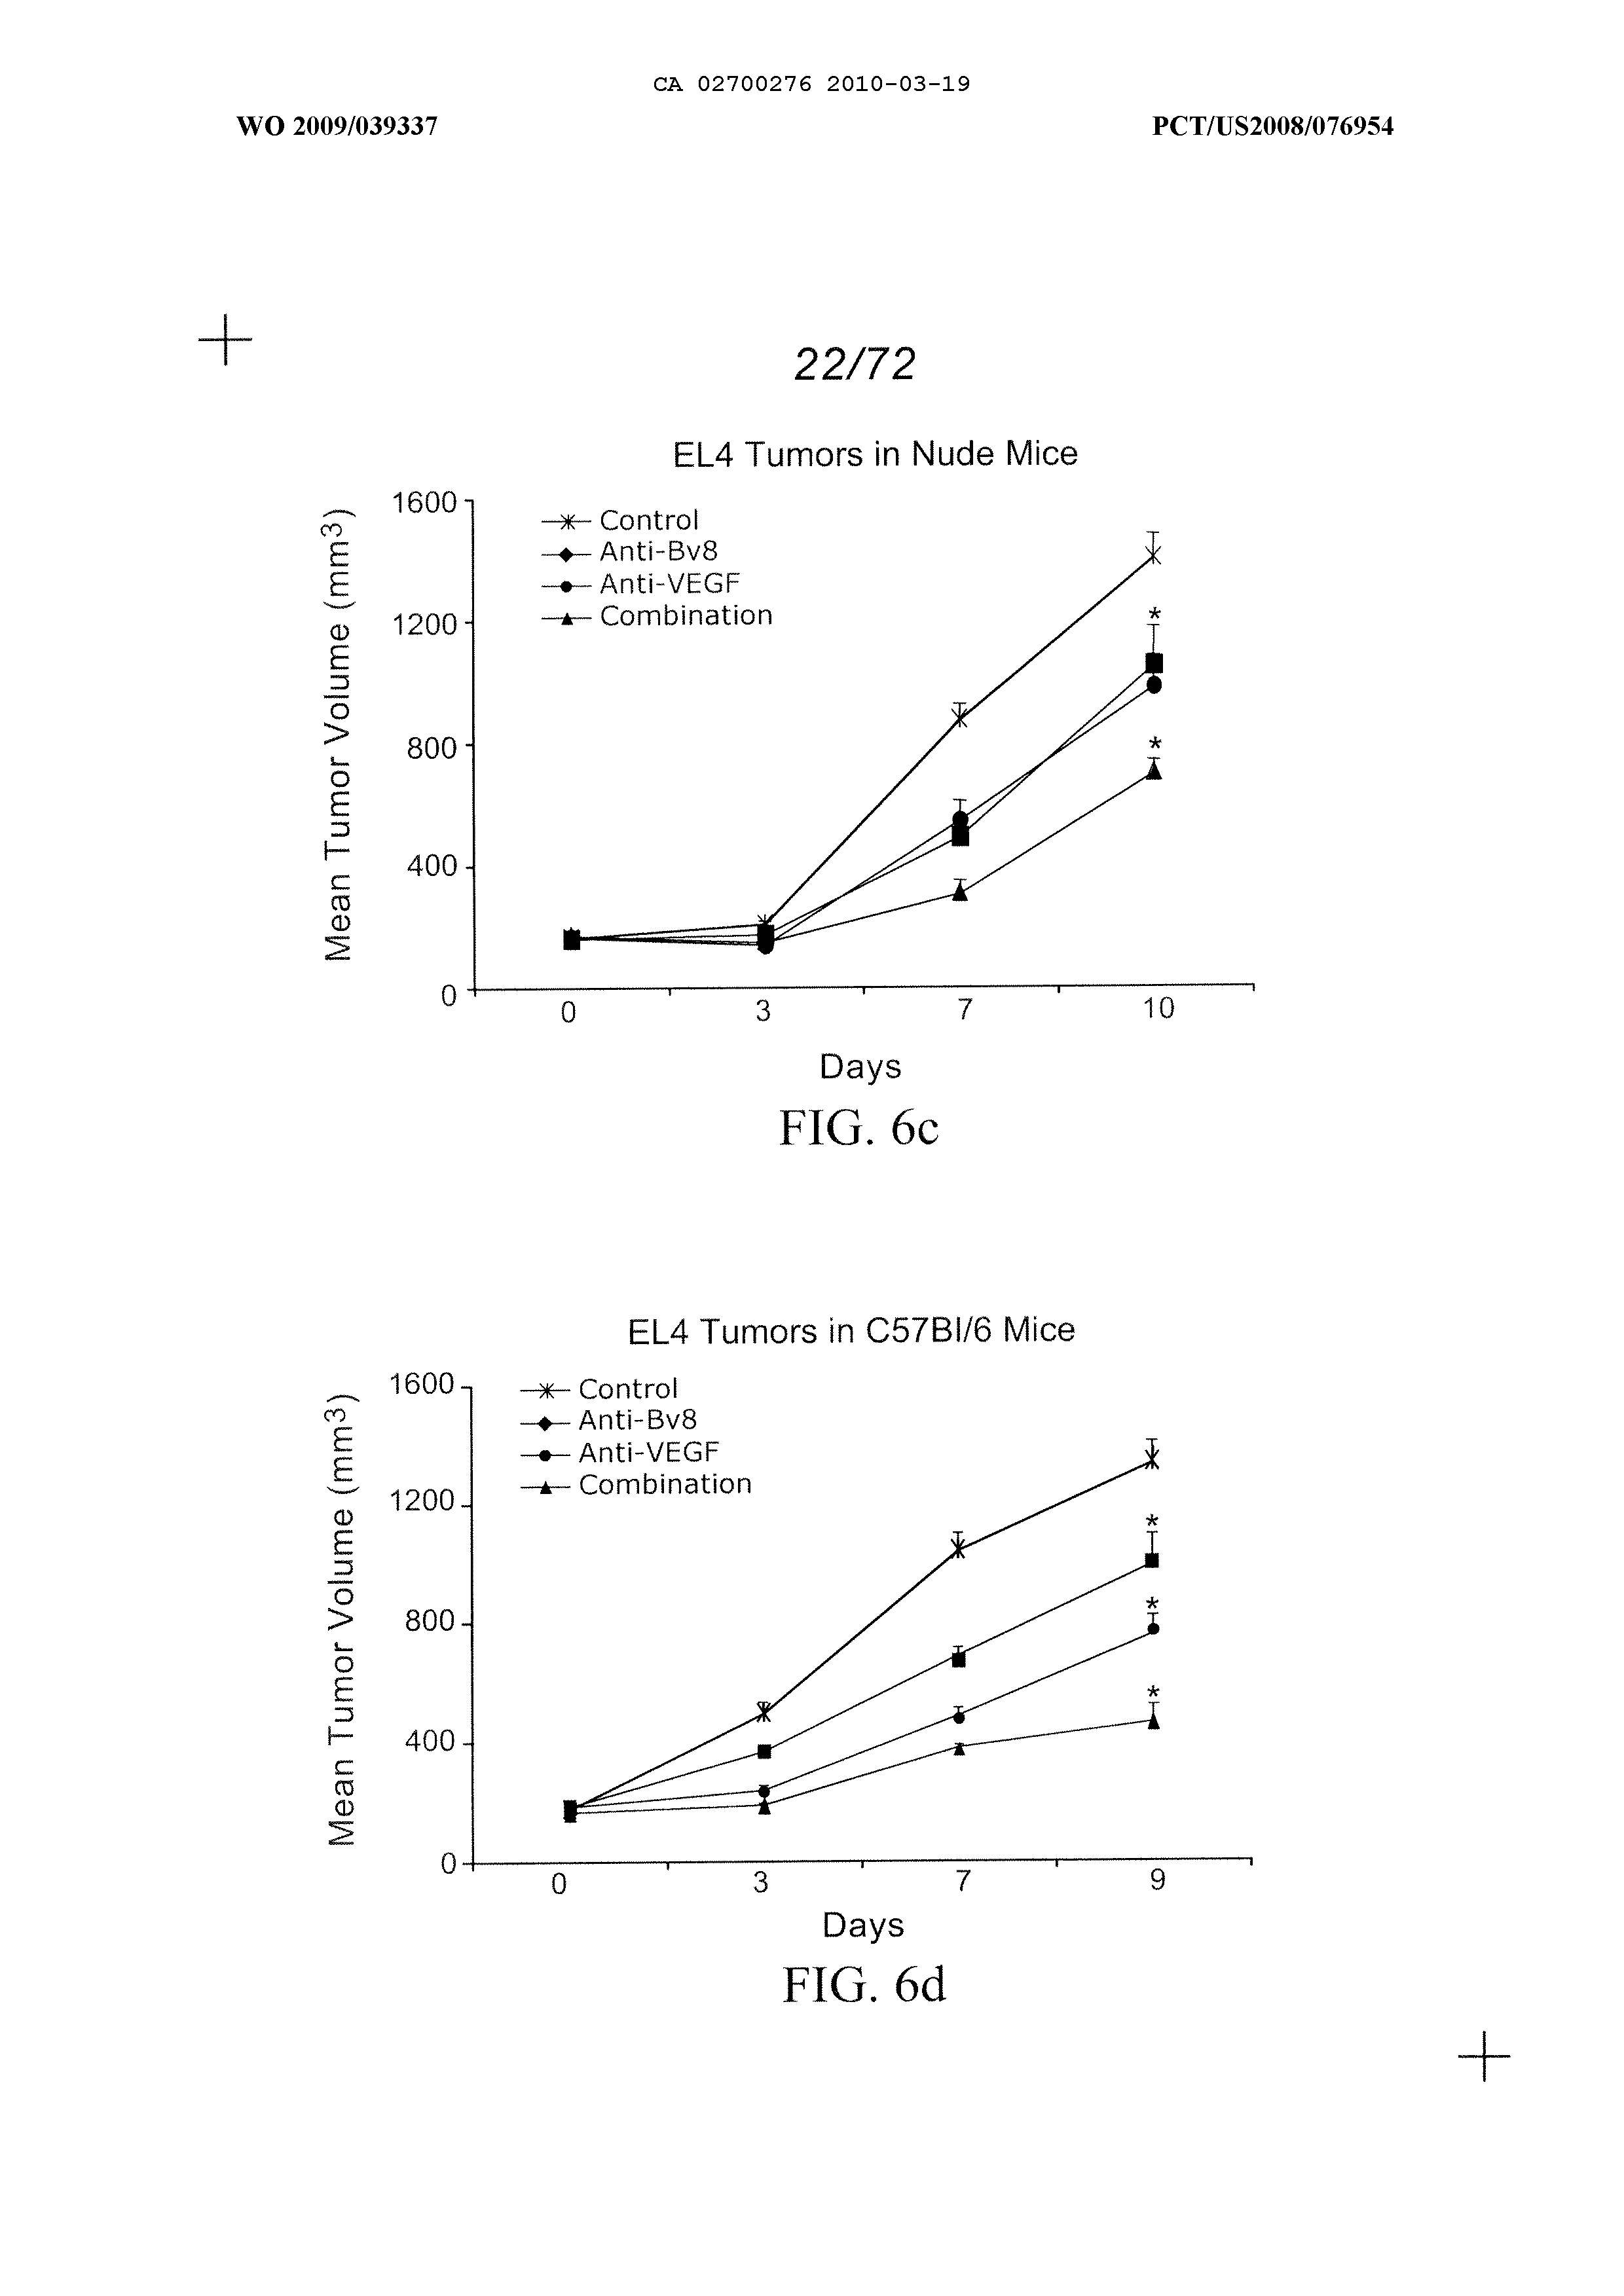 CA 02700276 2010-03-19
WO 2009/039337
PCT/US2008/076954
22/72
EL4 Tumors in Nude Mice
Mean Tumor Volume (mm3)
1600
1200
800
400
0
Control
Anti-Bv8
Anti-VEGF
Combination
*
*
0 3 7 10
Days
FIG. 6c
EL4 Tumors in C57Bl/6 Mice
Mean Tumor Volume (mm3)
1600
1200
800
400
0
Control
Anti-Bv8
Anti-VEGF
Combination
*
*
*
0 3 7 9
Days
FIG. 6d